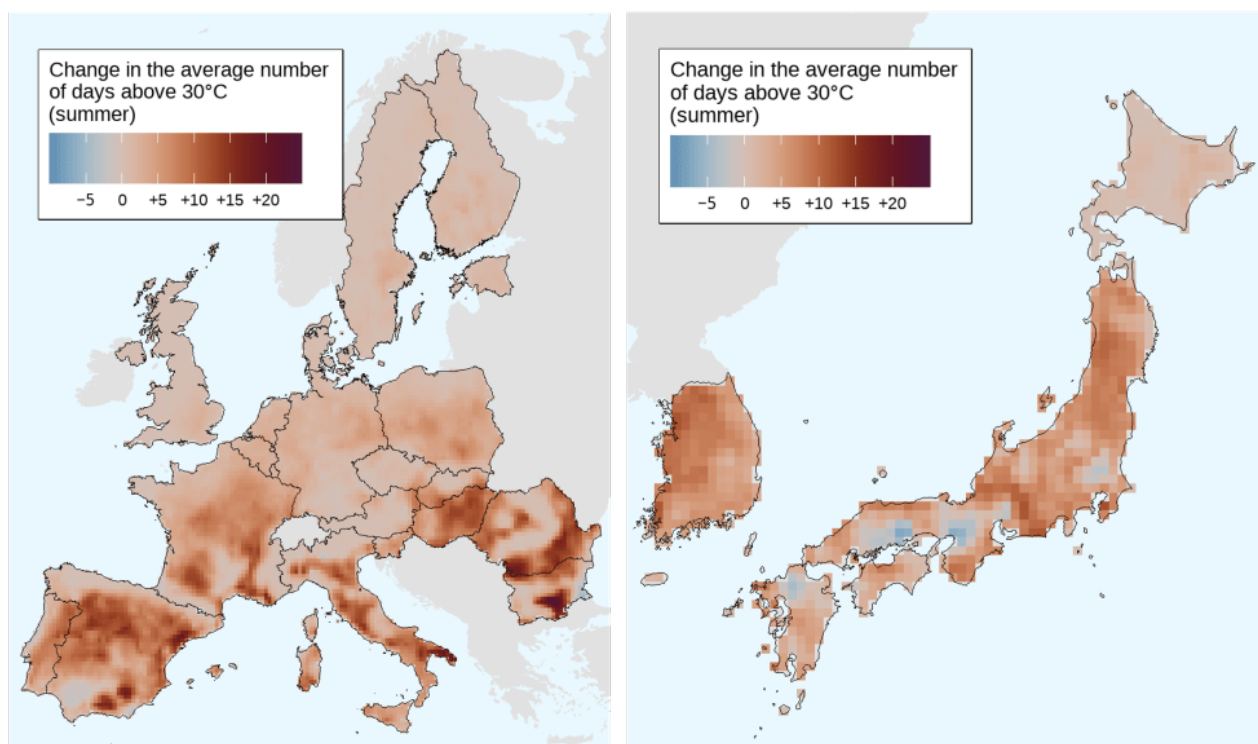 Change in the average number
of days above 30°C
(summer)
−5 0 +5 +10 +15 +20
Change in the average number
of days above 30°C
(summer)
−5 0 +5 +10 +15 +20